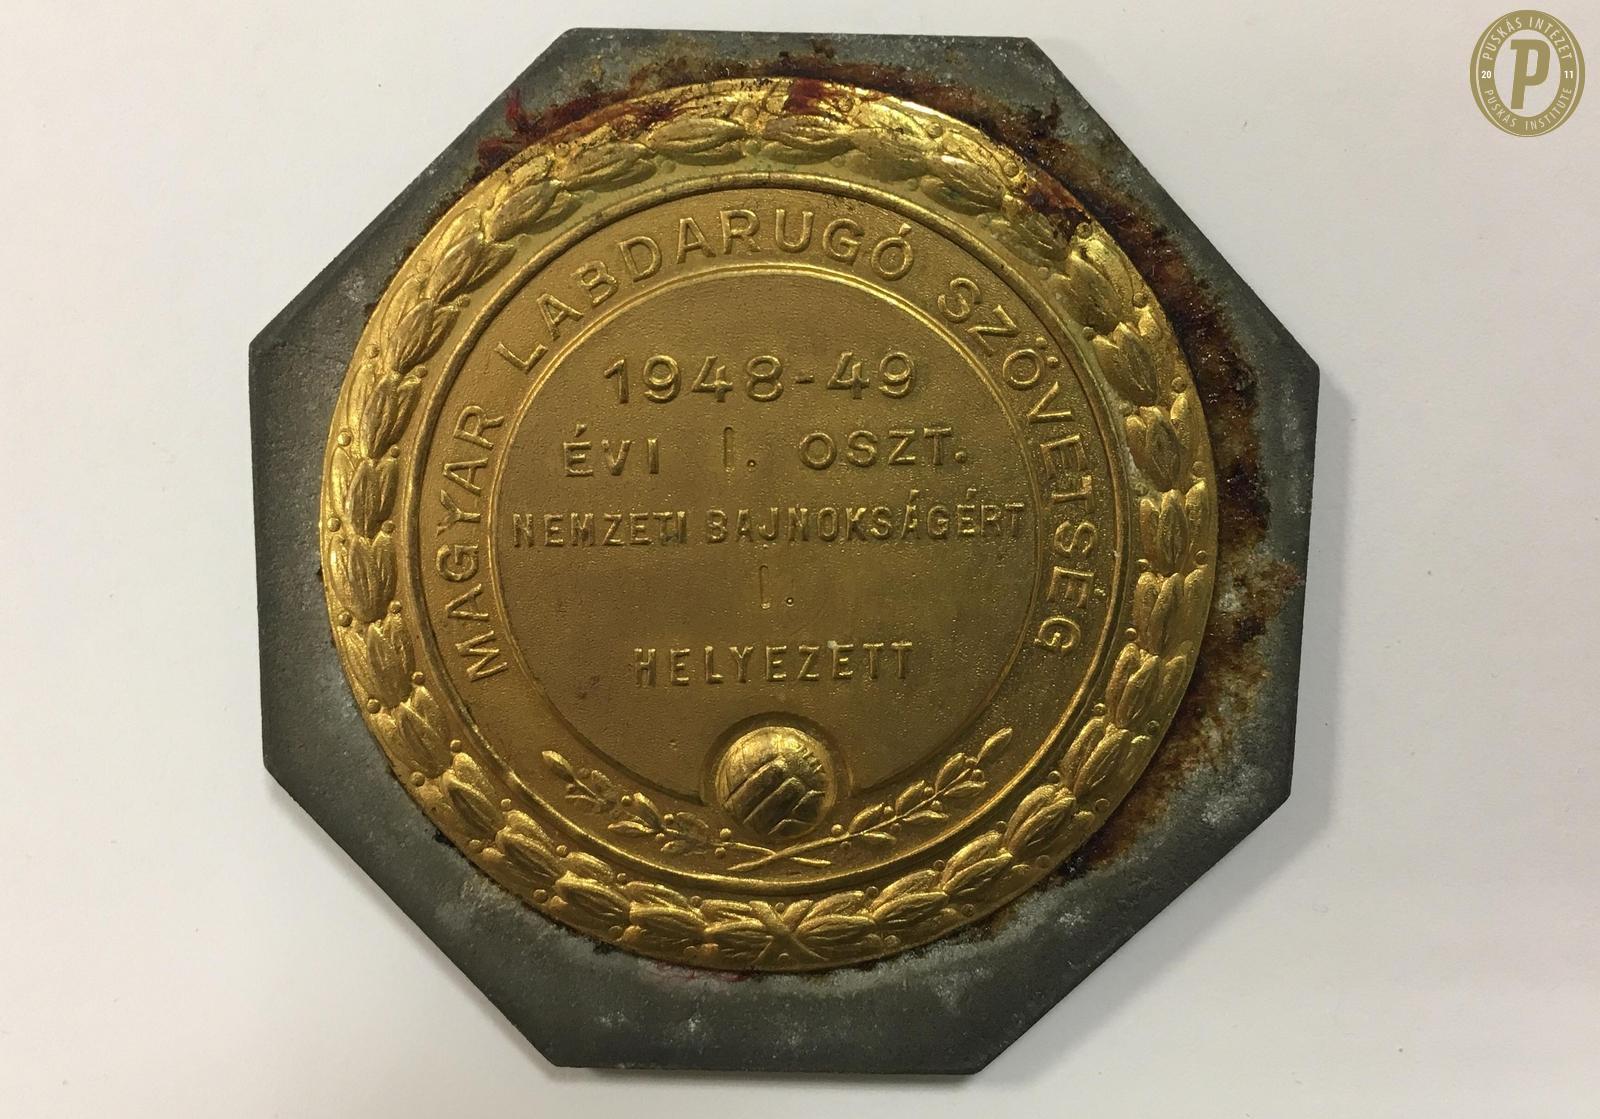 MAGYAR LABDARUGÓ SZÖVETSÉG
1948-49
ÉVI I. OSZT.
NEMZETI BAJNOKSÁGÉRT
I.
HELYEZETT
PUSKÁS INTÉZET
20 P 11
PUSKÁS INSTITUTE